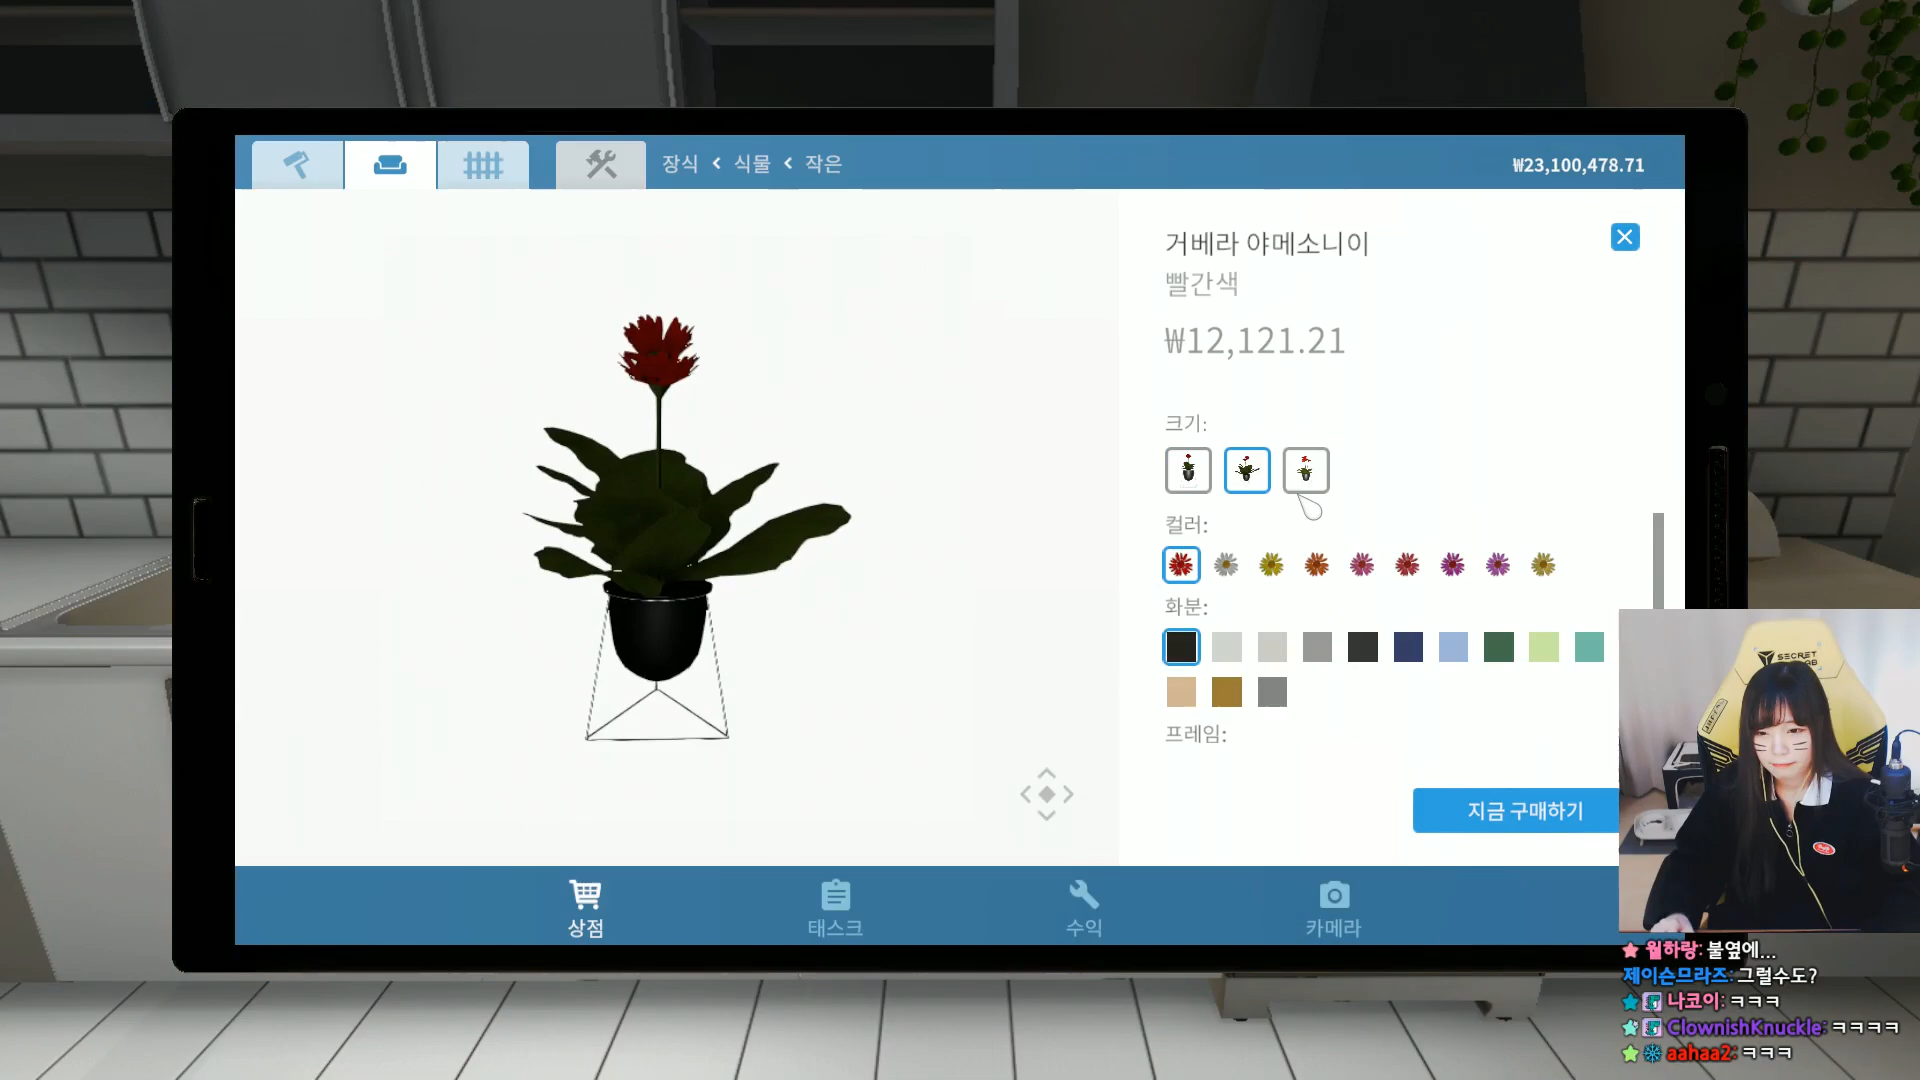 장식 < 식물 < 작은
₩23,100,478.71
거베라 야메소니이
빨간색
₩12,121.21
크기:
컬러:
화분:
프레임:
지금 구매하기
상점
태스크
수익
카메라
SECRET
월하랑: 불옆에...
제이슨므라즈: 그럴수도?
나코이: ㅋㅋㅋ
ClownishKnuckle: ㅋㅋㅋㅋ
aahaa2: ㅋㅋㅋ